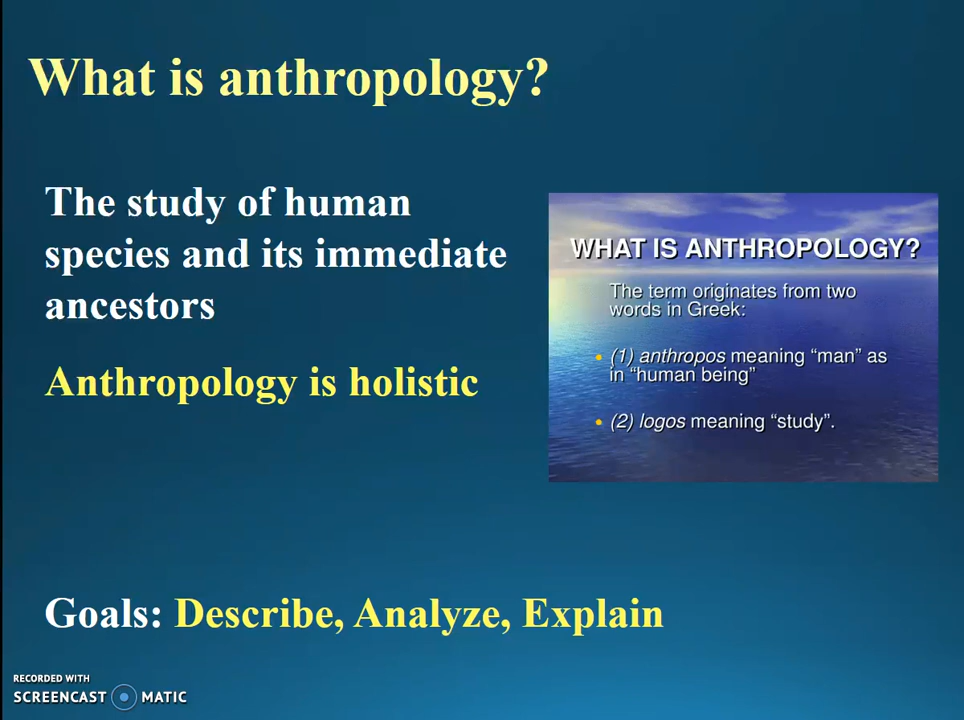 What is anthropology?
The study of human
species and its immediate
ancestors
Anthropology is holistic
WHAT IS ANTHROPOLOGY?
The term originates from two
words in Greek:
• (1) anthropos meaning “man” as
in “human being”
• (2) logos meaning “study”.
Goals: Describe, Analyze, Explain
RECORDED WITH
SCREENCAST MATIC